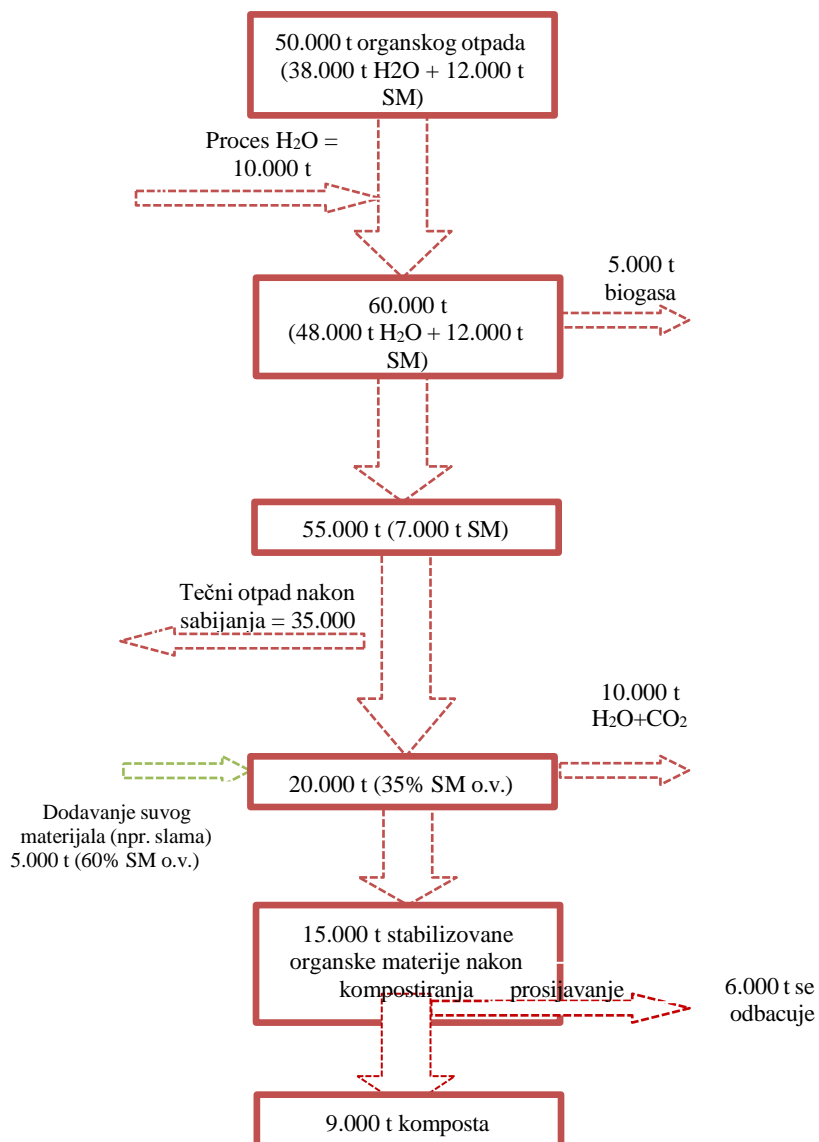 50.000 t organskog otpada
(38.000 t H2O + 12.000 t
SM)
Proces H₂O =
10.000 t
60.000 t
(48.000 t H₂O + 12.000 t
SM)
5.000 t
biogasa
55.000 t (7.000 t SM)
Tečni otpad nakon
sabijanja = 35.000
10.000 t
H₂O+CO₂
20.000 t (35% SM o.v.)
Dodavanje suvog
materijala (npr. slama)
5.000 t (60% SM o.v.)
15.000 t stabilizovane
organske materije nakon
kompostiranja
prosijavanje
6.000 t se
odbacuje
9.000 t komposta